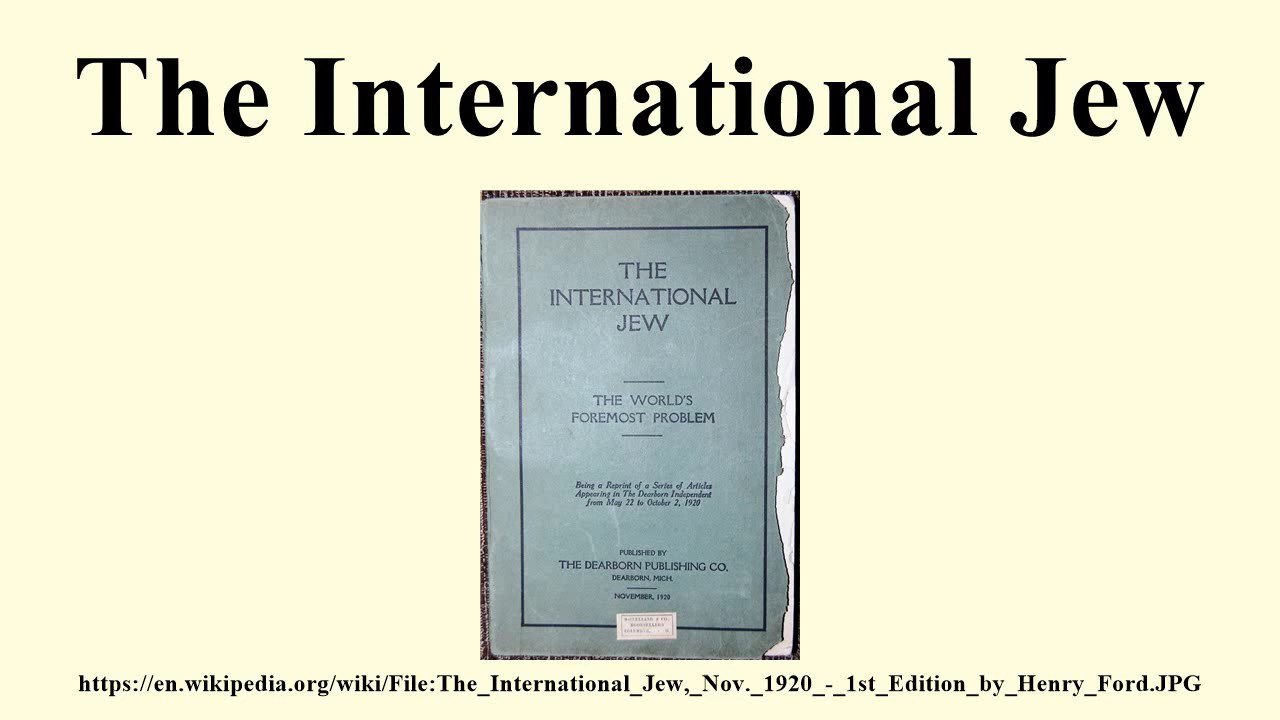 The International Jew
THE
INTERNATIONAL
JEW
THE WORLD'S
FOREMOST PROBLEM
Being a Reprint of a Series of Articles
Appearing in The Dearborn Independent
from May 22 to October 2, 1920
PUBLISHED BY
THE DEARBORN PUBLISHING CO.
DEARBORN, MICH.
NOVEMBER, 1920
https://en.wikipedia.org/wiki/File:The_International_Jew,_Nov._1920_-_1st_Edition_by_Henry_Ford.JPG